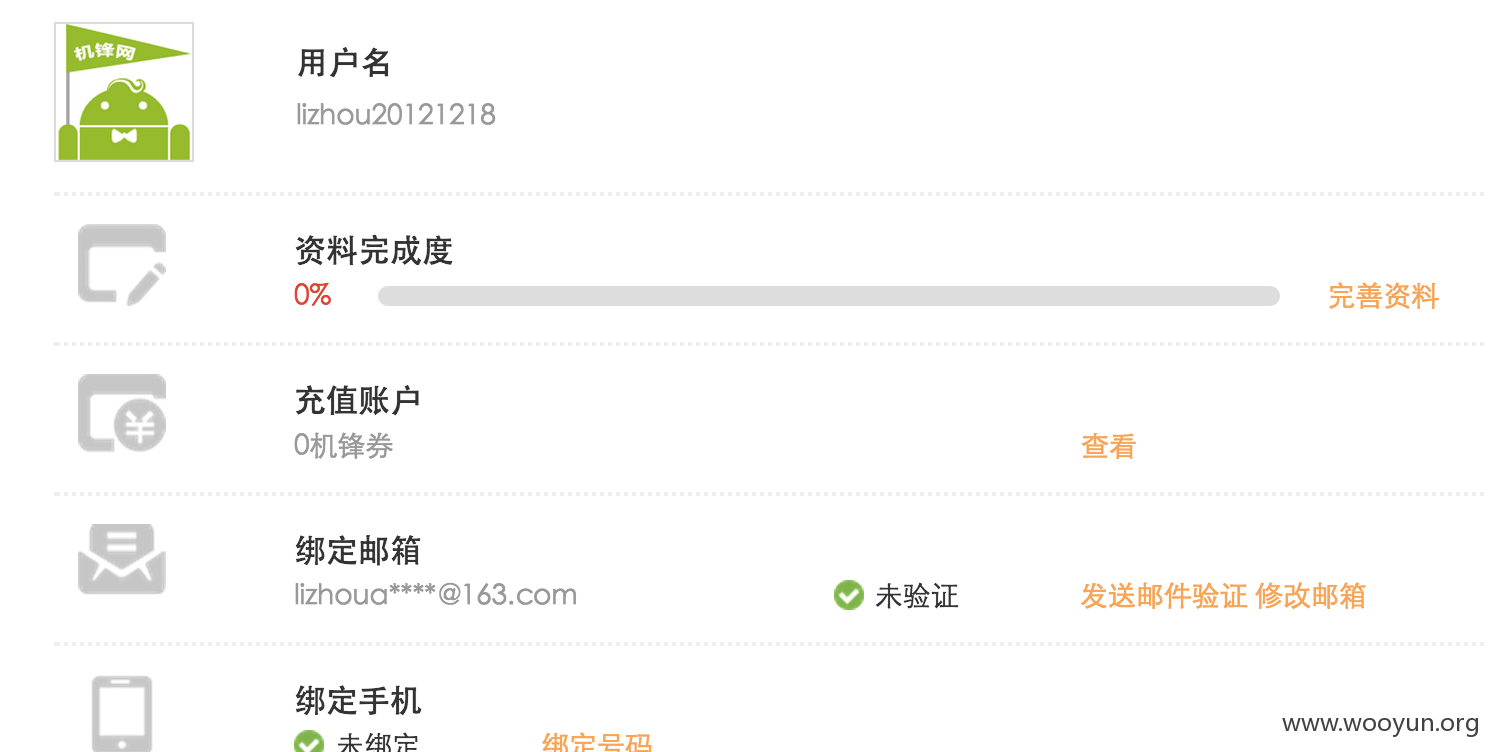 机锋网
用户名
lizhou20121218
资料完成度
0% 完善资料
充值账户
0机锋券 查看
绑定邮箱
lizhoua****@163.com 未验证 发送邮件验证 修改邮箱
绑定手机
未绑定 绑定号码
www.wooyun.org